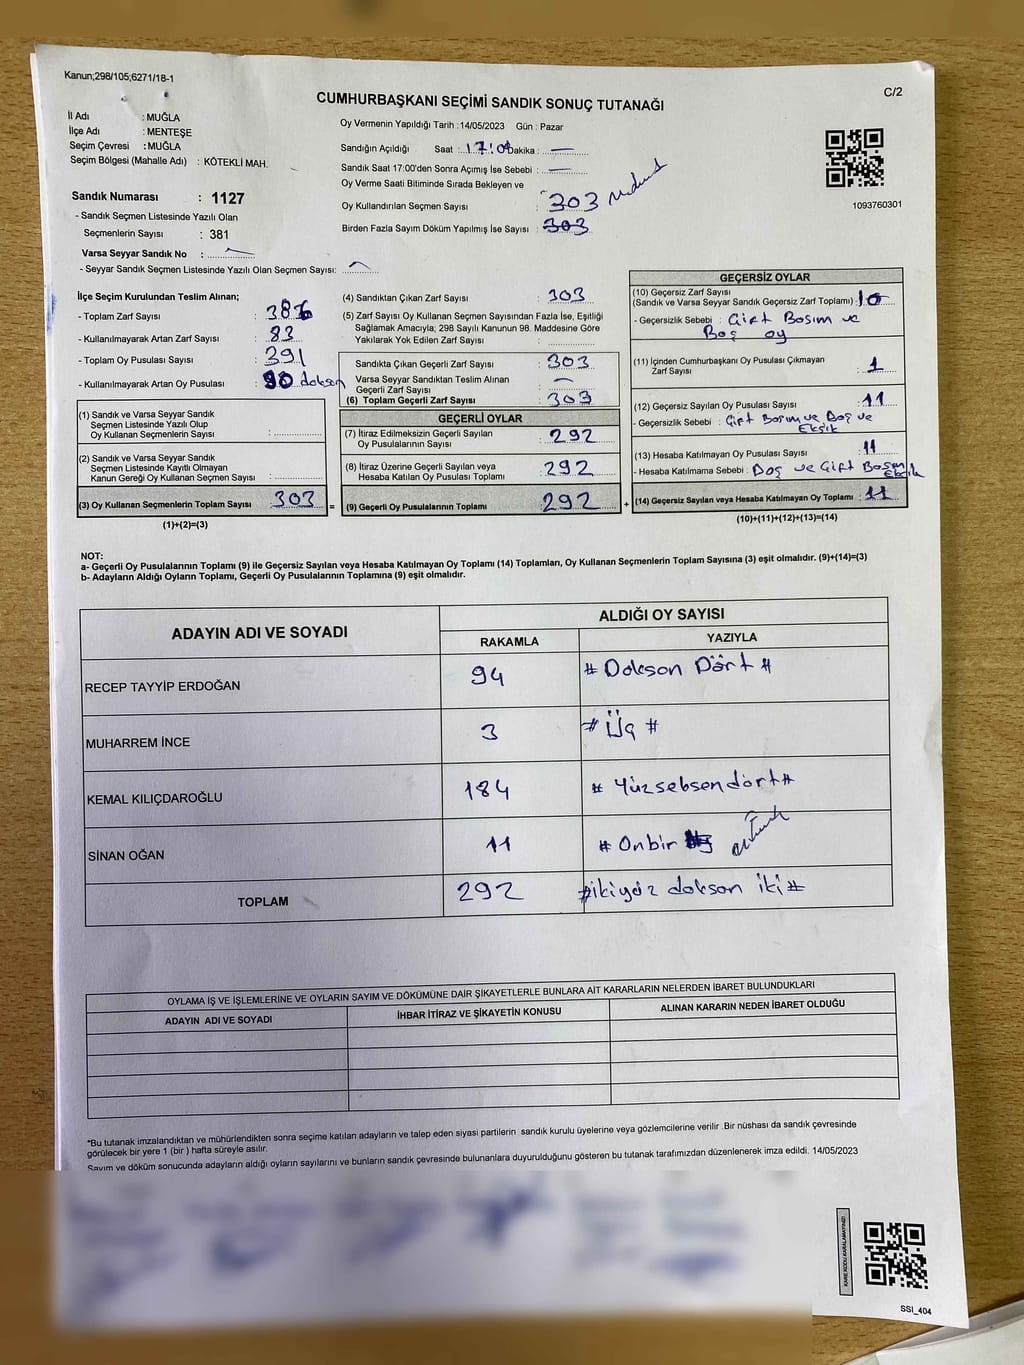 Kanun;298/105;6271/18-1
C/2
CUMHURBAŞKANI SEÇİMİ SANDIK SONUÇ TUTANAĞI
İl Adı : MUĞLA
İlçe Adı : MENTEŞE
Seçim Çevresi : MUĞLA
Seçim Bölgesi (Mahalle Adı) : KÖTEKLİ MAH.
Sandık Numarası : 1127
- Sandık Seçmen Listesinde Yazılı Olan
Seçmenlerin Sayısı : 381
Varsa Seyyar Sandık No :
- Seyyar Sandık Seçmen Listesinde Yazılı Olan Seçmen Sayısı:
Oy Vermenin Yapıldığı Tarih :14/05/2023 Gün : Pazar
Sandığın Açıldığı Saat : 17:09 Dakika : —
Sandık Saat 17:00'den Sonra Açımış İse Sebebi : —
Oy Verme Saati Bitiminde Sırada Bekleyen ve
Oy Kullandırılan Seçmen Sayısı : 303
Birden Fazla Sayım Döküm Yapılmış İse Sayısı : 303
1093760301
İlçe Seçim Kurulundan Teslim Alınan;
- Toplam Zarf Sayısı :
- Kullanılmayarak Artan Zarf Sayısı : 83
- Toplam Oy Pusulası Sayısı : 391
- Kullanılmayarak Artan Oy Pusulası : 90 doksan
(1) Sandık ve Varsa Seyyar Sandık
Seçmen Listesinde Yazılı Olup
Oy Kullanan Seçmenlerin Sayısı :
(2) Sandık ve Varsa Seyyar Sandık
Seçmen Listesinde Kayıtlı Olmayan
Kanun Gereği Oy Kullanan Seçmen Sayısı :
(3) Oy Kullanan Seçmenlerin Toplam Sayısı : 303 =
(1)+(2)=(3)
(4) Sandıktan Çıkan Zarf Sayısı : 303
(5) Zarf Sayısı Oy Kullanan Seçmen Sayısından Fazla İse, Eşitliği
Sağlamak Amacıyla; 298 Sayılı Kanunun 98. Maddesine Göre
Yakılarak Yok Edilen Zarf Sayısı :
Sandıkta Çıkan Geçerli Zarf Sayısı : 303
Varsa Seyyar Sandıktan Teslim Alınan
Geçerli Zarf Sayısı :
(6) Toplam Geçerli Zarf Sayısı : 303
GEÇERLİ OYLAR
(7) İtiraz Edilmeksizin Geçerli Sayılan
Oy Pusulalarının Sayısı : 292
(8) İtiraz Üzerine Geçerli Sayılan veya
Hesaba Katılan Oy Pusulası Toplamı : 292
(9) Geçerli Oy Pusulalarının Toplamı : 292 +
GEÇERSİZ OYLAR
(10) Geçersiz Zarf Sayısı
(Sandık ve Varsa Seyyar Sandık Geçersiz Zarf Toplamı) : 10
- Geçersizlik Sebebi : Çift Basım ve
Boş oy
(11) İçinden Cumhurbaşkanı Oy Pusulası Çıkmayan
Zarf Sayısı : 1
(12) Geçersiz Sayılan Oy Pusulası Sayısı : 11
- Geçersizlik Sebebi : Çift Basım ve Boş ve
Eksik
(13) Hesaba Katılmayan Oy Pusulası Sayısı : 11
- Hesaba Katılmama Sebebi : Boş ve Çift Basım
Eksik
(14) Geçersiz Sayılan veya Hesaba Katılmayan Oy Toplamı : 11
(10)+(11)+(12)+(13)=(14)
NOT:
a- Geçerli Oy Pusulalarının Toplamı (9) ile Geçersiz Sayılan veya Hesaba Katılmayan Oy Toplamı (14) Toplamları, Oy Kullanan Seçmenlerin Toplam Sayısına (3) eşit olmalıdır. (9)+(14)=(3)
b- Adayların Aldığı Oyların Toplamı, Geçerli Oy Pusulalarının Toplamına (9) eşit olmalıdır.
ADAYIN ADI VE SOYADI ALDIĞI OY SAYISI
RAKAMLA YAZIYLA
RECEP TAYYİP ERDOĞAN 94 # Doksan Dört #
MUHARREM İNCE 3 # Üç #
KEMAL KILIÇDAROĞLU 184 # Yüzseksendört #
SİNAN OĞAN 11 # Onbir
TOPLAM 292 #ikiyüz doksan iki#
OYLAMA İŞ VE İŞLEMLERİNE VE OYLARIN SAYIM VE DÖKÜMÜNE DAİR ŞİKAYETLERLE BUNLARA AİT KARARLARIN NELERDEN İBARET BULUNDUKLARI
ADAYIN ADI VE SOYADI İHBAR İTİRAZ VE ŞİKAYETİN KONUSU ALINAN KARARIN NEDEN İBARET OLDUĞU
*Bu tutanak imzalandıktan ve mühürlendikten sonra seçime katılan adayların ve talep eden siyasi partilerin sandık kurulu üyelerine veya gözlemcilerine verilir .Bir nüshası da sandık çevresinde
görülecek bir yere 1 (bir ) hafta süreyle asılır.
Sayım ve döküm sonucunda adayların aldığı oyların sayılarını ve bunların sandık çevresinde bulunanlara duyurulduğunu gösteren bu tutanak tarafımızdan düzenlenerek imza edildi. 14/05/2023
KARE KODU KARALAMAYINIZ!
SSI_404